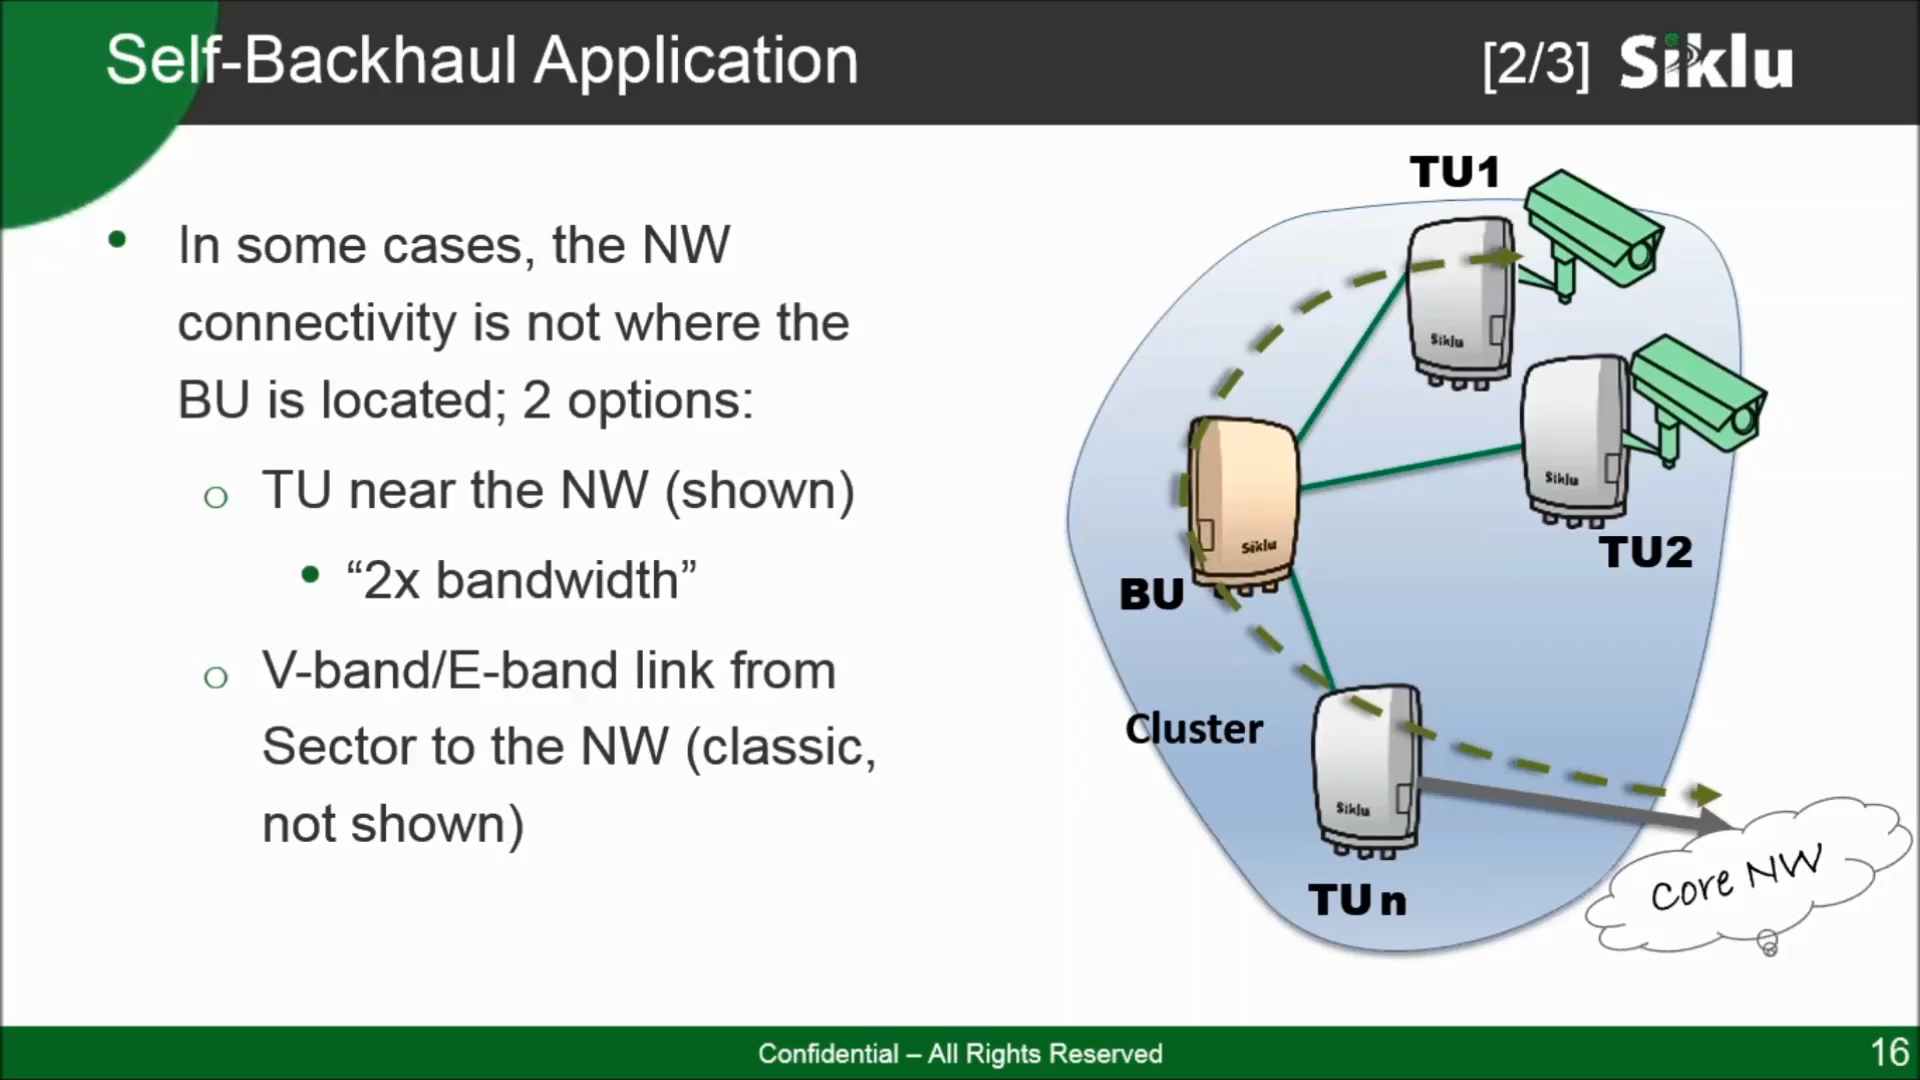 Self-Backhaul Application
[2/3] Siklu
• In some cases, the NW
connectivity is not where the
BU is located; 2 options:
o TU near the NW (shown)
• “2x bandwidth”
o V-band/E-band link from
Sector to the NW (classic,
not shown)
TU1
Siklu
Siklu
TU2
Siklu
BU
Cluster
Siklu
TU n
Core NW
Confidential – All Rights Reserved
16